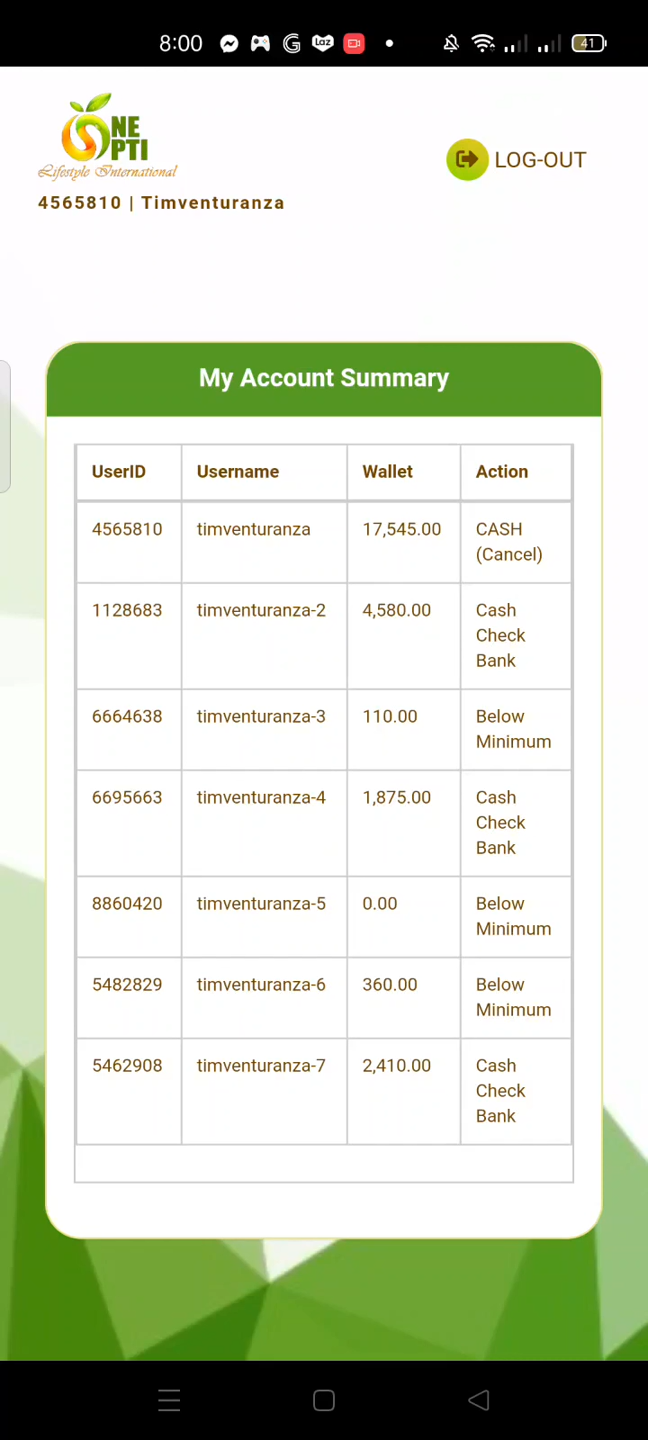 8:00
Laz
41
ONE
OPTI
Lifestyle International
LOG-OUT
4565810 | Timventuranza
My Account Summary
UserID Username Wallet Action
4565810 timventuranza 17,545.00 CASH
(Cancel)
1128683 timventuranza-2 4,580.00 Cash
Check
Bank
6664638 timventuranza-3 110.00 Below
Minimum
6695663 timventuranza-4 1,875.00 Cash
Check
Bank
8860420 timventuranza-5 0.00 Below
Minimum
5482829 timventuranza-6 360.00 Below
Minimum
5462908 timventuranza-7 2,410.00 Cash
Check
Bank